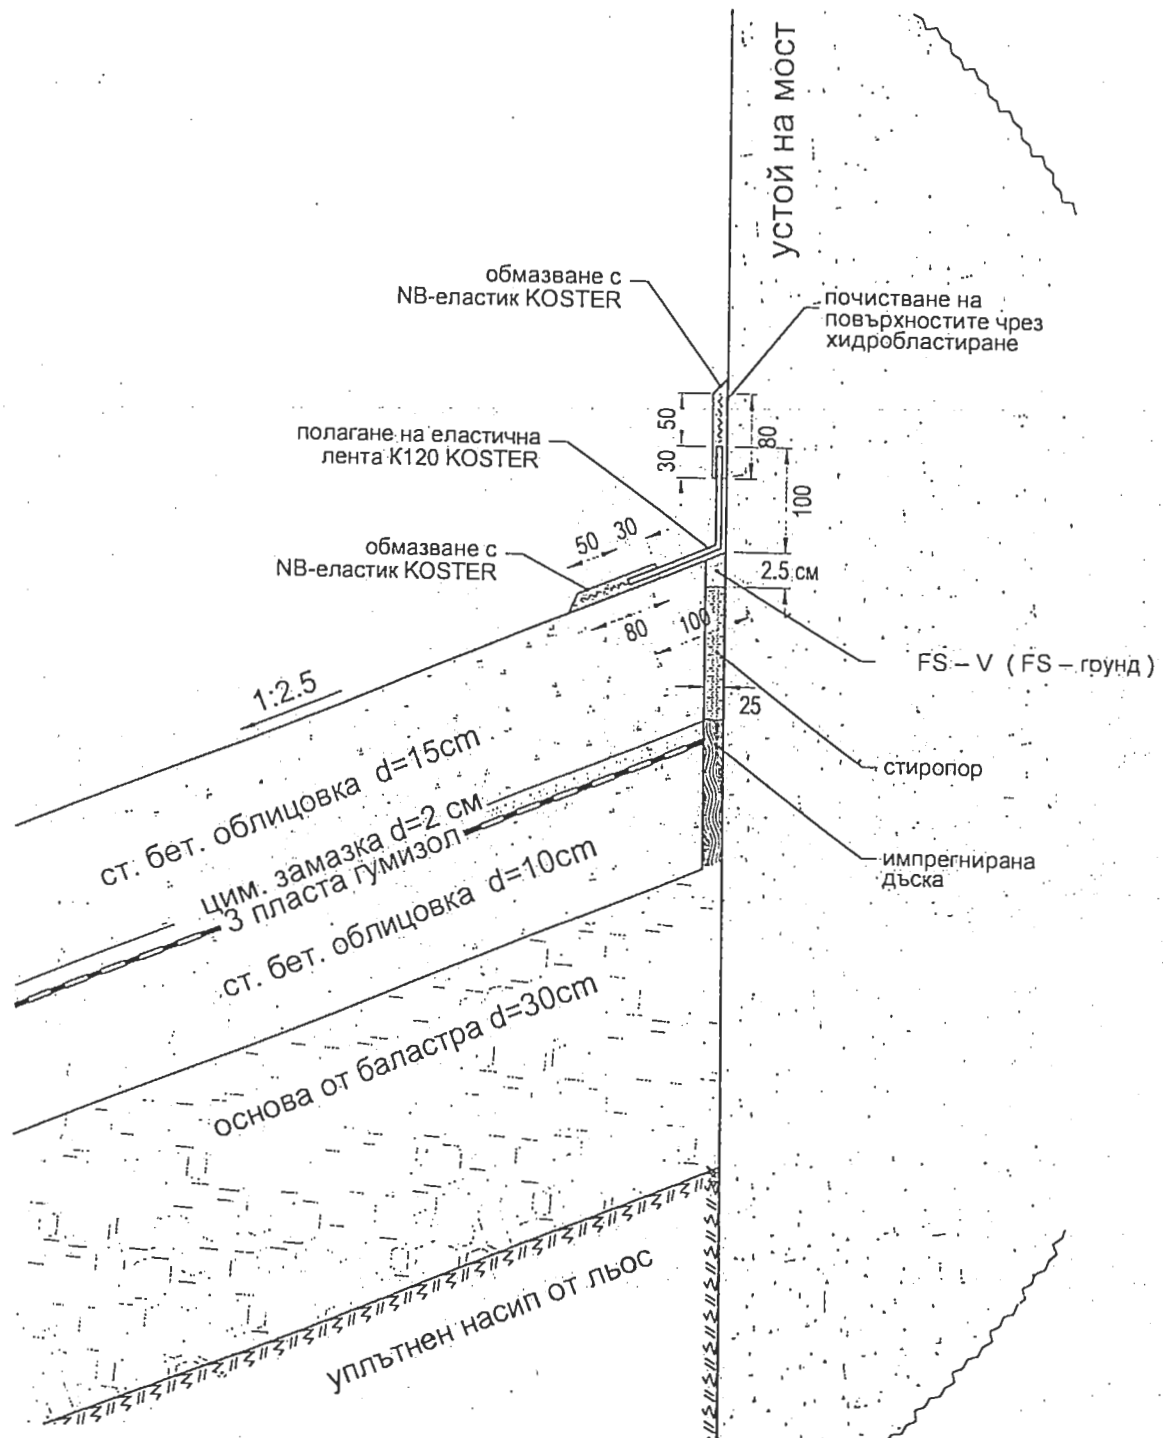 устой на мост
обмазване с
NB-еластик KOSTER
почистване на
повърхностите чрез
хидробластиране
50
80
30
100
полагане на еластична
лента К120 KOSTER
50
30
обмазване с
NB-еластик KOSTER
2.5 см
80
100
FS – V ( FS – грунд )
25
1:2.5
стиропор
импрегнирана
дъска
ст. бет. облицовка d=15cm
цим. замазка d=2 см
3 пласта гумизол
ст. бет. облицовка d=10cm
основа от баластра d=30cm
уплътнен насип от льос